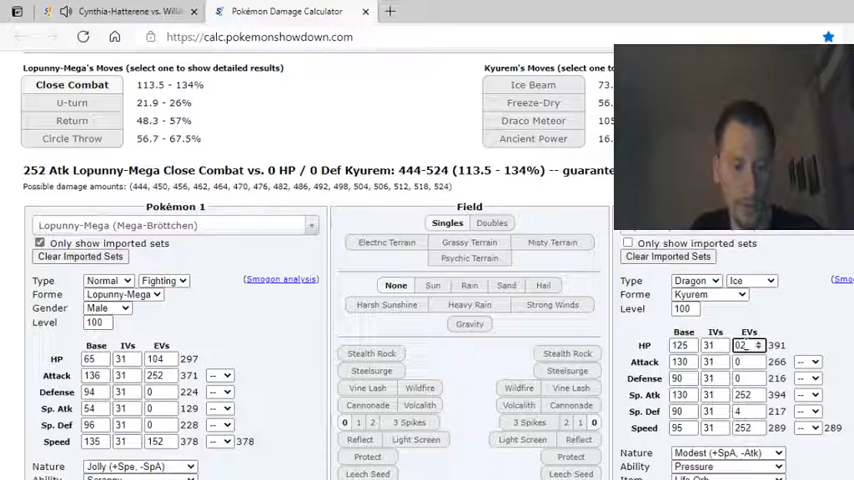 Cynthia-Hatterene vs. Willi
Pokémon Damage Calculator
https://calc.pokemonshowdown.com
Lopunny-Mega's Moves (select one to show detailed results)
Kyurem's Moves (select one to
Close Combat 113.5 - 134%
Ice Beam 73.
U-turn 21.9 - 26%
Freeze-Dry 56.
Return 48.3 - 57%
Draco Meteor 105
Circle Throw 56.7 - 67.5%
Ancient Power 16.
252 Atk Lopunny-Mega Close Combat vs. 0 HP / 0 Def Kyurem: 444-524 (113.5 - 134%) -- guarante
Possible damage amounts: (444, 450, 456, 462, 464, 470, 476, 482, 486, 492, 498, 504, 506, 512, 518, 524)
Pokémon 1
Lopunny-Mega (Mega-Bröttchen)
Only show imported sets
Clear Imported Sets
Type Normal Fighting (Smogon analysis)
Forme Lopunny-Mega
Gender Male
Level 100
Base IVs EVs
HP 65 31 104 297
Attack 136 31 252 371 --
Defense 94 31 0 224 --
Sp. Atk 54 31 0 129 --
Sp. Def 96 31 0 228 --
Speed 135 31 152 378 -- 378
Nature Jolly (+Spe, -SpA)
Ability Scrappy
Field
Singles Doubles
Electric Terrain Grassy Terrain Misty Terrain
Psychic Terrain
None Sun Rain Sand Hail
Harsh Sunshine Heavy Rain Strong Winds
Gravity
Stealth Rock Stealth Rock
Steelsurge Steelsurge
Vine Lash Wildfire Wildfire Vine Lash
Cannonade Volcalith Volcalith Cannonade
0 1 2 3 Spikes 3 Spikes 2 1 0
Reflect Light Screen Light Screen Reflect
Protect Protect
Leech Seed Leech Seed
Only show imported sets
Clear Imported Sets
Type Dragon Ice (Smo
Forme Kyurem
Level 100
Base IVs EVs
HP 125 31 02 391
Attack 130 31 0 266 --
Defense 90 31 0 216 --
Sp. Atk 130 31 252 394 --
Sp. Def 90 31 4 217 --
Speed 95 31 252 289 -- 289
Nature Modest (+SpA, -Atk)
Ability Pressure
Item Life Orb